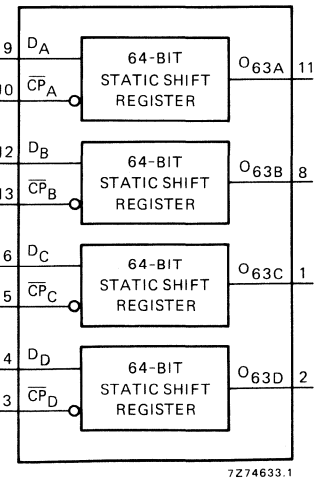 9 DA
64-BIT
STATIC SHIFT
REGISTER
O63A 11
10 CPA
12 DB
64-BIT
STATIC SHIFT
REGISTER
O63B 8
13 CPB
6 DC
64-BIT
STATIC SHIFT
REGISTER
O63C 1
5 CPC
4 DD
64-BIT
STATIC SHIFT
REGISTER
O63D 2
3 CPD
7Z74633.1